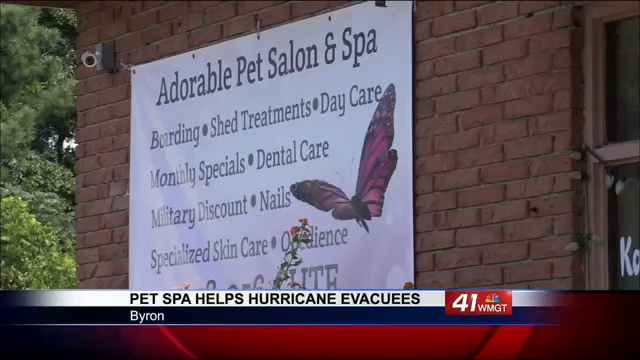 Adorable Pet Salon & Spa
Boarding • Shed Treatments • Day Care
Monthly Specials • Dental Care
Military Discount • Nails
Specialized Skin Care •
PET SPA HELPS HURRICANE EVACUEES
Byron
41 WMGT